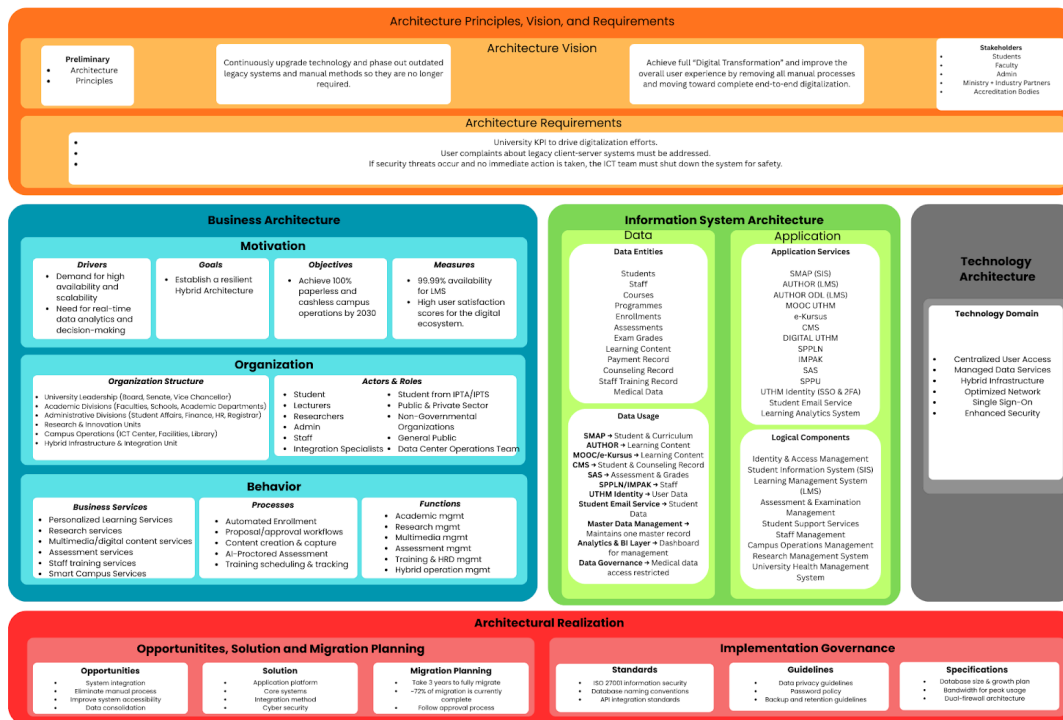 Architecture Principles, Vision, and Requirements
Architecture Vision
Preliminary
• Architecture
• Principles
Continuously upgrade technology and phase out outdated
legacy systems and manual methods so they are no longer
required.
Achieve full “Digital Transformation” and improve the
overall user experience by removing all manual processes
and moving toward complete end-to-end digitalization.
Stakeholders
• Students
• Faculty
• Admin
• Ministry + Industry Partners
• Accreditation Bodies
Architecture Requirements
• University KPI to drive digitalization efforts.
• User complaints about legacy client-server systems must be addressed.
• If security threats occur and no immediate action is taken, the ICT team must shut down the system for safety.
Business Architecture
Motivation
Drivers
• Demand for high
availability and
scalability
• Need for real-time
data analytics and
decision-making
Goals
• Establish a resilient
Hybrid Architecture
Objectives
• Achieve 100%
paperless and
cashless campus
operations by 2030
Measures
• 99.99% availability
for LMS
• High user satisfaction
scores for the digital
ecosystem.
Organization
Organization Structure
• University Leadership (Board, Senate, Vice Chancellor)
• Academic Divisions (Faculties, Schools, Academic Departments)
• Administrative Divisions (Student Affairs, Finance, HR, Registrar)
• Research & Innovation Units
• Campus Operations (ICT Center, Facilities, Library)
• Hybrid Infrastructure & Integration Unit
Actors & Roles
• Student
• Lecturers
• Researchers
• Admin
• Staff
• Integration Specialists
• Student from IPTA/IPTS
• Public & Private Sector
• Non-Governmental
Organizations
• General Public
• Data Center Operations Team
Behavior
Business Services
• Personalized Learning Services
• Research services
• Multimedia/digital content services
• Assessment services
• Staff training services
• Smart Campus Services
Processes
• Automated Enrollment
• Proposal/approval workflows
• Content creation & capture
• AI-Proctored Assessment
• Training scheduling & tracking
Functions
• Academic mgmt
• Research mgmt
• Multimedia mgmt
• Assessment mgmt
• Training & HRD mgmt
• Hybrid operation mgmt
Information System Architecture
Data
Data Entities
Students
Staff
Courses
Programmes
Enrollments
Assessments
Exam Grades
Learning Content
Payment Record
Counseling Record
Staff Training Record
Medical Data
Data Usage
SMAP → Student & Curriculum
AUTHOR → Learning Content
MOOC/e-Kursus → Learning Content
CMS → Student & Counseling Record
SAS → Assessment & Grades
SPPLN/IMPAK → Staff
UTHM Identity → User Data
Student Email Service → Student
Data
Master Data Management →
Maintains one master record
Analytics & BI Layer → Dashboard
for management
Data Governance → Medical data
access restricted
Application
Application Services
SMAP (SIS)
AUTHOR (LMS)
AUTHOR ODL (LMS)
MOOC UTHM
e-Kursus
CMS
DIGITAL UTHM
SPPLN
IMPAK
SAS
SPPU
UTHM Identity (SSO & 2FA)
Student Email Service
Learning Analytics System
Logical Components
Identity & Access Management
Student Information System (SIS)
Learning Management System
(LMS)
Assessment & Examination
Management
Student Support Services
Staff Management
Campus Operations Management
Research Management System
University Health Management
System
Technology
Architecture
Technology Domain
• Centralized User Access
• Managed Data Services
• Hybrid Infrastructure
• Optimized Network
• Single Sign-On
• Enhanced Security
Architectural Realization
Opportunitites, Solution and Migration Planning
Opportunities
• System integration
• Eliminate manual process
• Improve system accessibility
• Data consolidation
Solution
• Application platform
• Core systems
• Integration method
• Cyber security
Migration Planning
• Take 3 years to fully migrate
• ~72% of migration is currently
complete
• Follow approval process
Implementation Governance
Standards
• ISO 27001 information security
• Database naming conventions
• API integration standards
Guidelines
• Data privacy guidelines
• Password policy
• Backup and retention guidelines
Specifications
• Database size & growth plan
• Bandwidth for peak usage
• Dual-firewall architecture